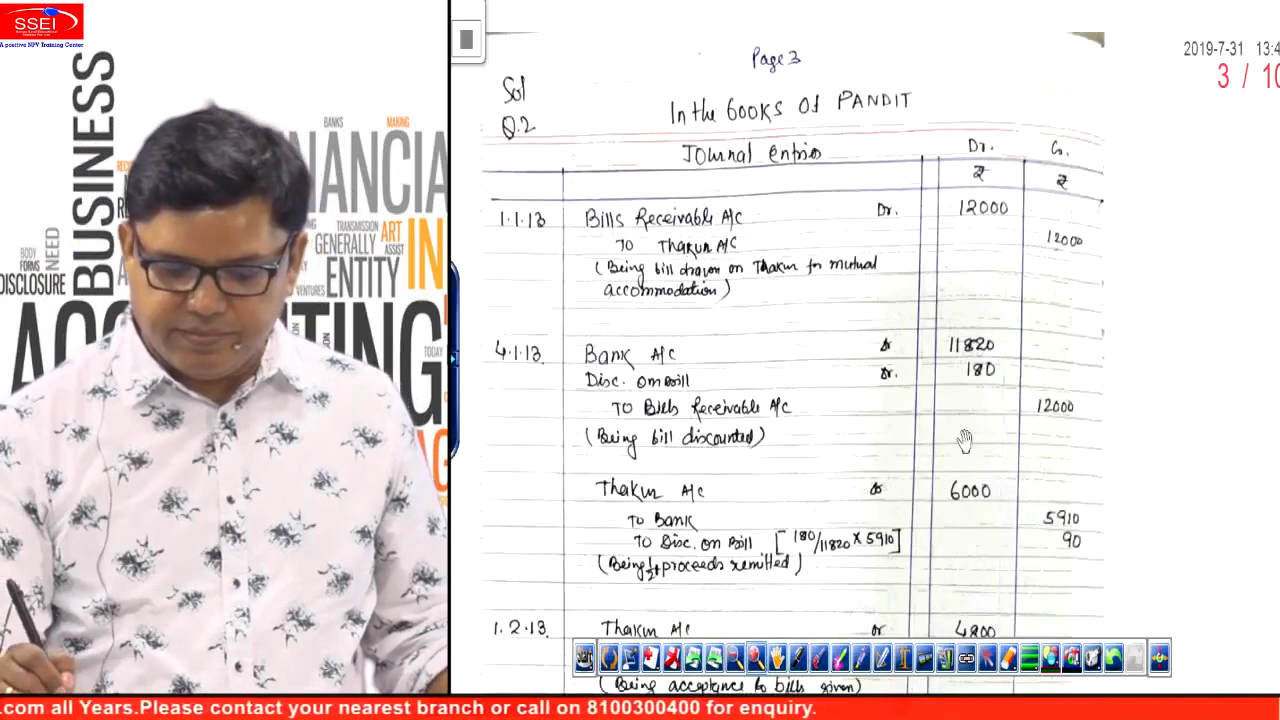 SSEI
A positive NPV Training Center
BUSINESS
DISCLOSURE
BODY
FORMS
NEED
BANKS
MAKING
FINANCIAL
TRANSMISSION
GENERALLY
ART
ASSIST
IN
ENTITY
VENTURES
TODAY
2019-7-31 13:4
3 / 10
Page 3
Sol
Q.2
In the books of PANDIT
Journal Entries Dr. Cr.
₹ ₹
1.1.13 Bills Receivable A/c Dr. 12000
To Thakur A/c 12000
(Being bill drawn on Thakur for mutual
accommodation)
4.1.13 Bank A/c Dr 11820
Disc. on Bill Dr. 180
To Bills Receivable A/c 12000
(Being bill discounted)
Thakur A/c Dr 6000
To Bank 5910
To Disc. on Bill [180/11820 × 5910] 90
(Being 1/2 proceeds remitted)
1.2.13 Thakur A/c Dr 4800
(Being acceptance to bills given)
.com all Years.Please contact your nearest branch or call on 8100300400 for enquiry.